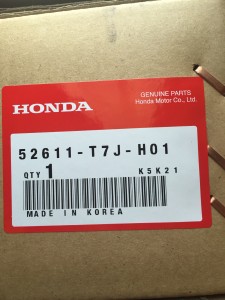 GENUINE PARTS
Honda Motor Co., Ltd.
HONDA
52611-T7J-H01
QTY 1 K5K21
MADE IN KOREA